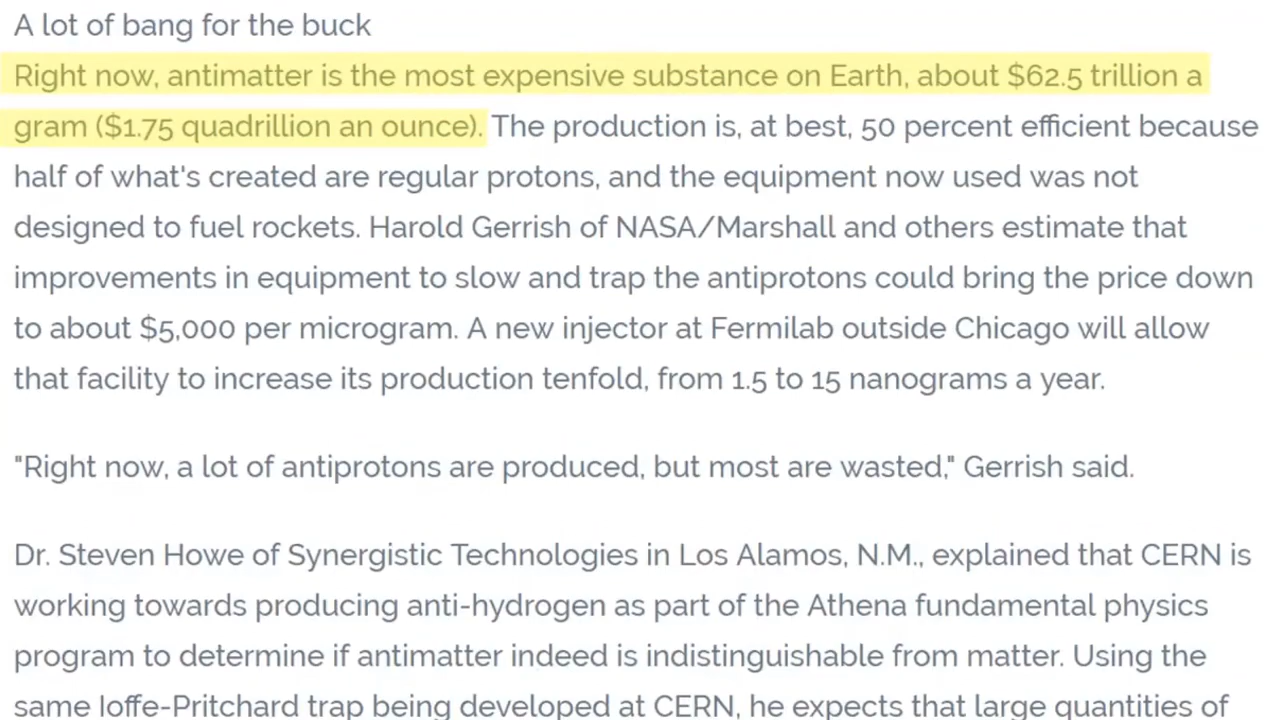 A lot of bang for the buck
Right now, antimatter is the most expensive substance on Earth, about $62.5 trillion a
gram ($1.75 quadrillion an ounce). The production is, at best, 50 percent efficient because
half of what's created are regular protons, and the equipment now used was not
designed to fuel rockets. Harold Gerrish of NASA/Marshall and others estimate that
improvements in equipment to slow and trap the antiprotons could bring the price down
to about $5,000 per microgram. A new injector at Fermilab outside Chicago will allow
that facility to increase its production tenfold, from 1.5 to 15 nanograms a year.
"Right now, a lot of antiprotons are produced, but most are wasted," Gerrish said.
Dr. Steven Howe of Synergistic Technologies in Los Alamos, N.M., explained that CERN is
working towards producing anti-hydrogen as part of the Athena fundamental physics
program to determine if antimatter indeed is indistinguishable from matter. Using the
same Ioffe-Pritchard trap being developed at CERN, he expects that large quantities of